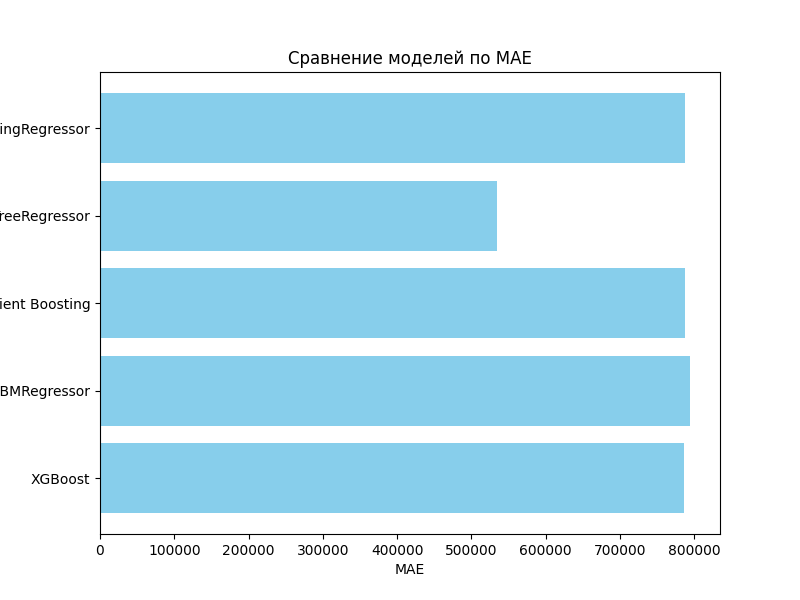 Сравнение моделей по MAE
ingRegressor
reeRegressor
ient Boosting
BMRegressor
XGBoost
0 100000 200000 300000 400000 500000 600000 700000 800000
MAE